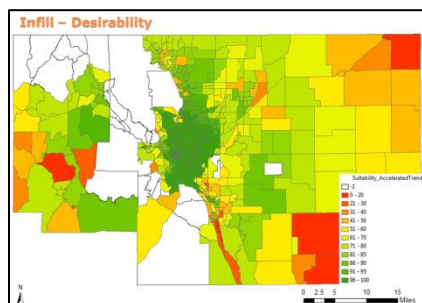 Infill – Desirability
Suitability_AcceleratedTrend
-1
0 - 20
21 - 30
31 - 40
41 - 50
51 - 60
61 - 70
71 - 80
81 - 85
86 - 90
91 - 95
96 - 100
N
0 2.5 5 10 15
Miles